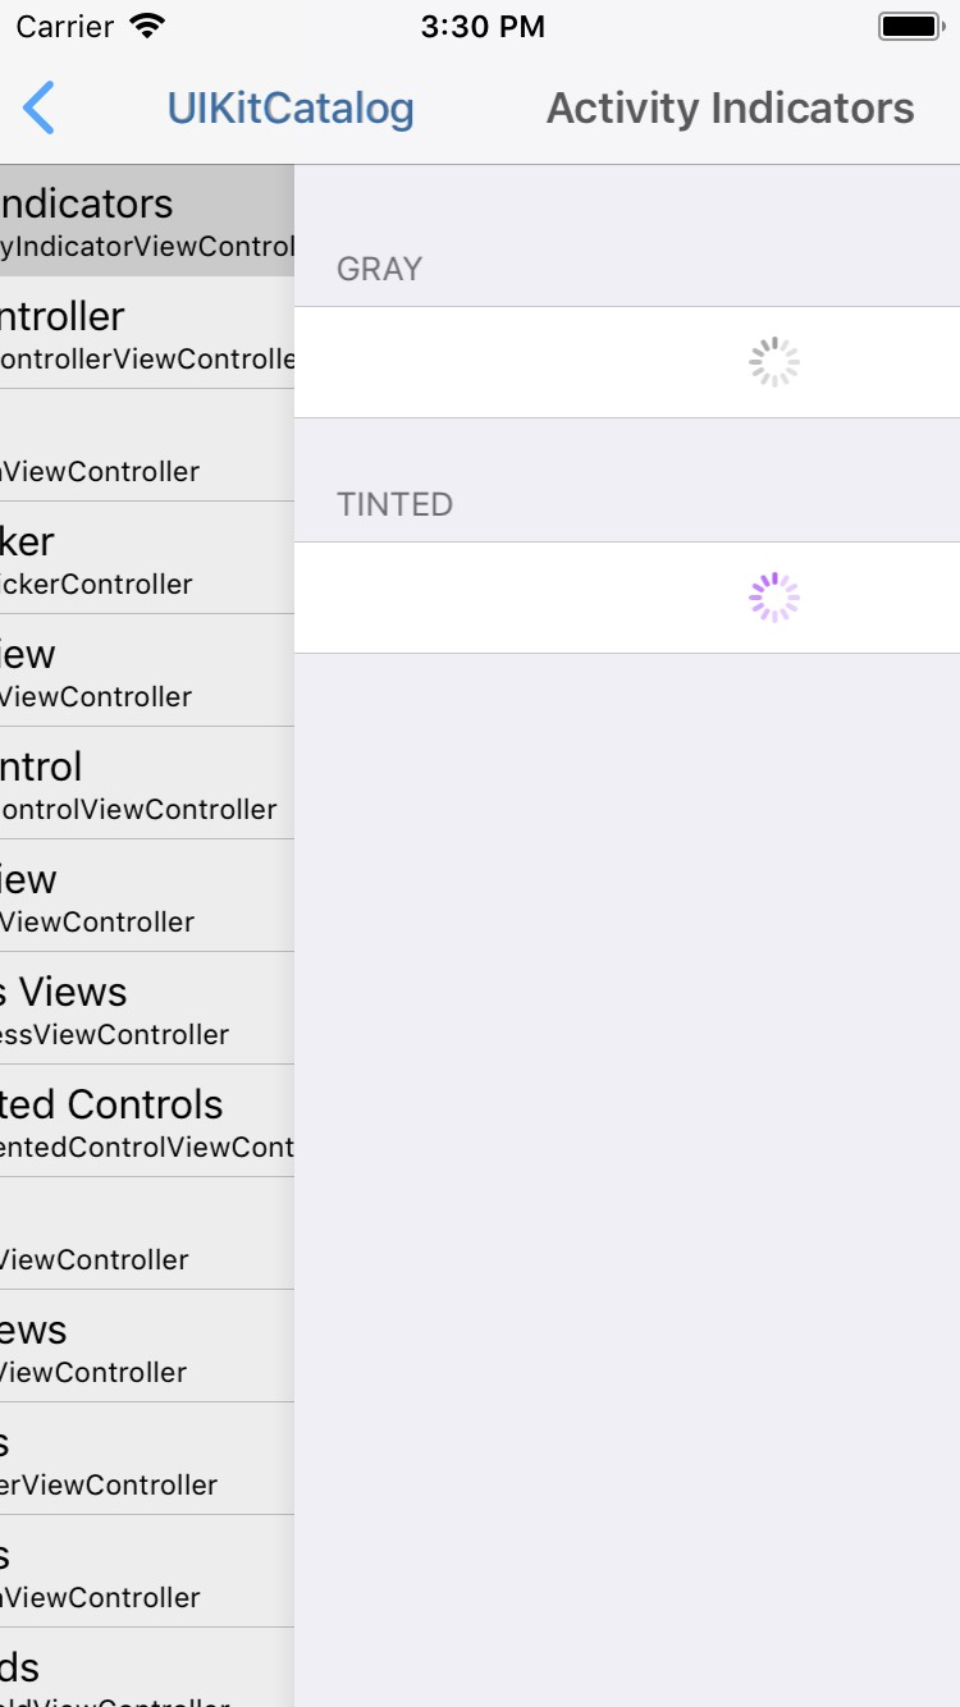 Carrier 3:30 PM
UIKitCatalog Activity Indicators
ndicators
yIndicatorViewControl
ntroller
ontrollerViewControlle
ViewController
ker
ickerController
iew
ViewController
ntrol
ontrolViewController
iew
ViewController
s Views
essViewController
ted Controls
entedControlViewCont
ViewController
ews
ViewController
s
erViewController
s
ViewController
ds
GRAY
TINTED